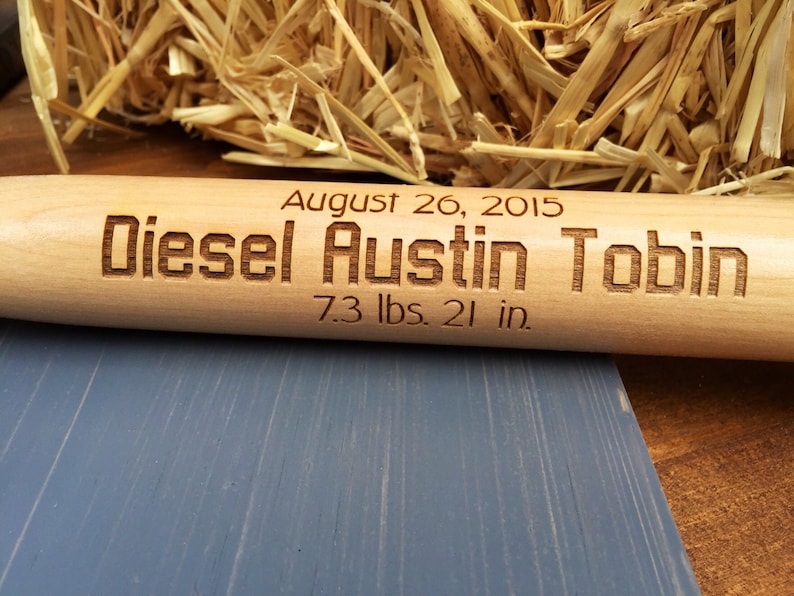 August 26, 2015
Diesel Austin Tobin
7.3 lbs. 21 in.